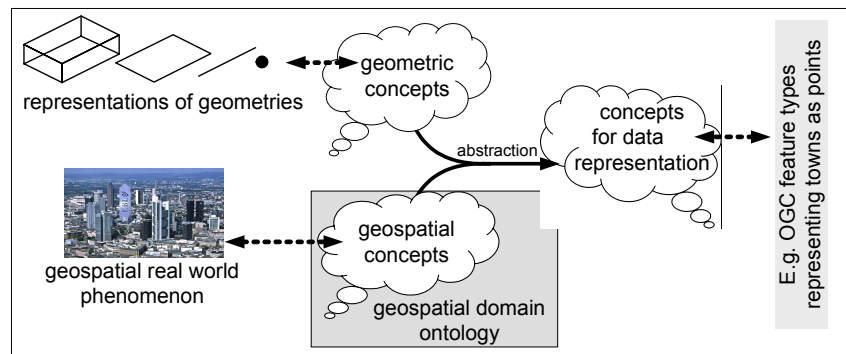 representations of geometries
geometric
concepts
abstraction
concepts
for data
representation
geospatial real world
phenomenon
geospatial
concepts
geospatial domain
ontology
E.g. OGC feature types
representing towns as points